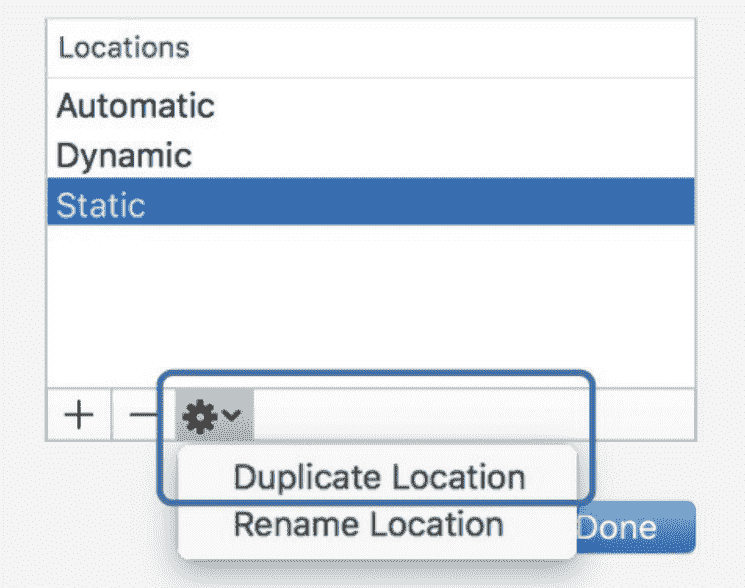 Locations
Automatic
Dynamic
Static
Duplicate Location
Rename Location
Done